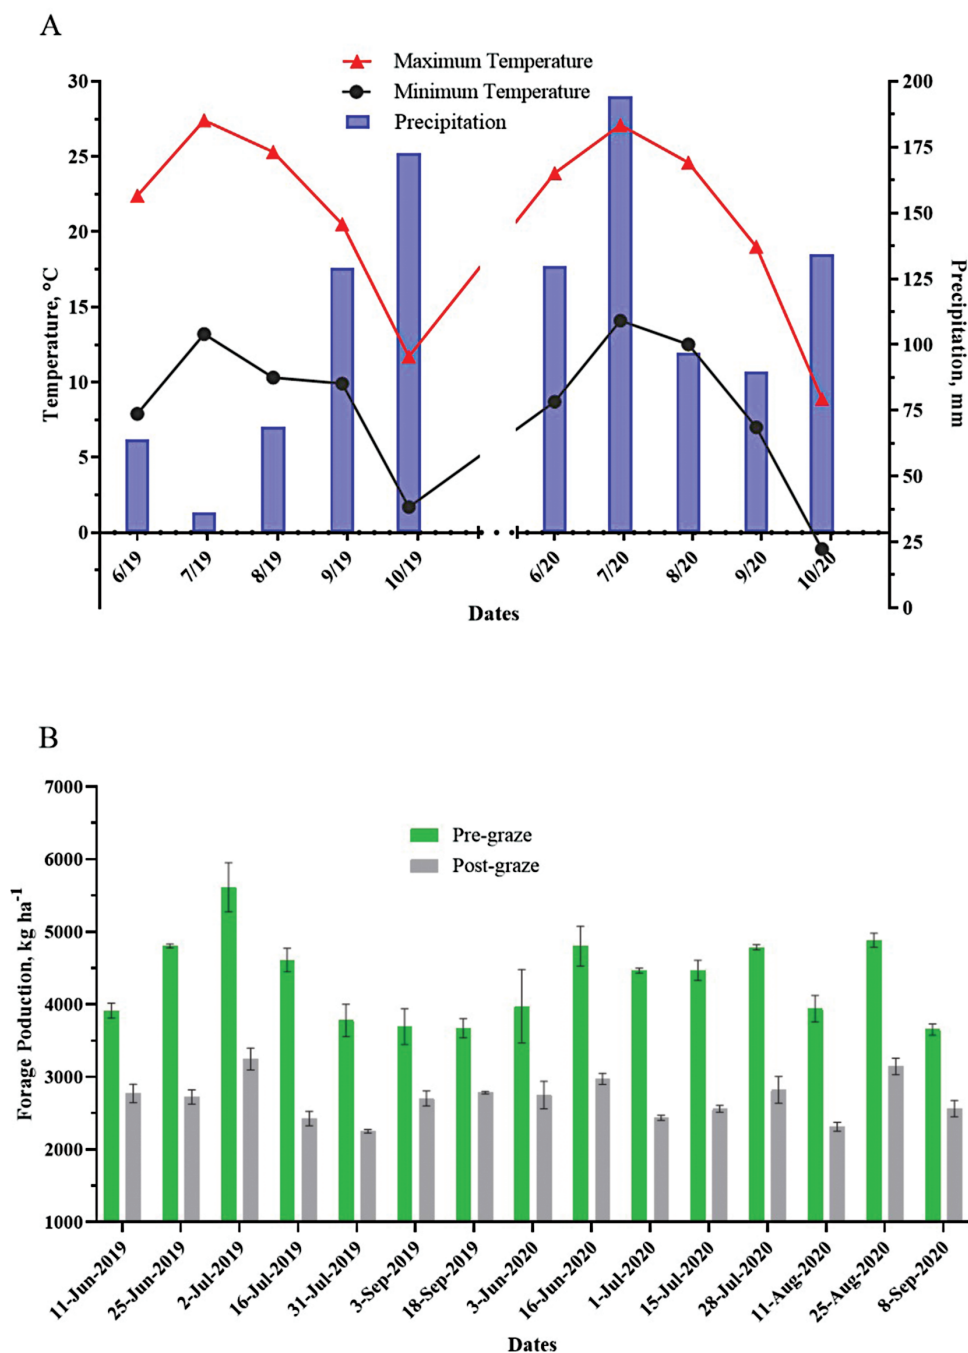 A
Maximum Temperature
Minimum Temperature
Precipitation
30
25
20
15
10
5
0
Temperature, °C
200
175
150
125
100
75
50
25
0
Precipitation, mm
6/19
7/19
8/19
9/19
10/19
6/20
7/20
8/20
9/20
10/20
Dates
B
7000
6000
5000
4000
3000
2000
1000
Forage Poduction, kg ha⁻¹
Pre-graze
Post-graze
11-Jun-2019
25-Jun-2019
2-Jul-2019
16-Jul-2019
31-Jul-2019
3-Sep-2019
18-Sep-2019
3-Jun-2020
16-Jun-2020
1-Jul-2020
15-Jul-2020
28-Jul-2020
11-Aug-2020
25-Aug-2020
8-Sep-2020
Dates